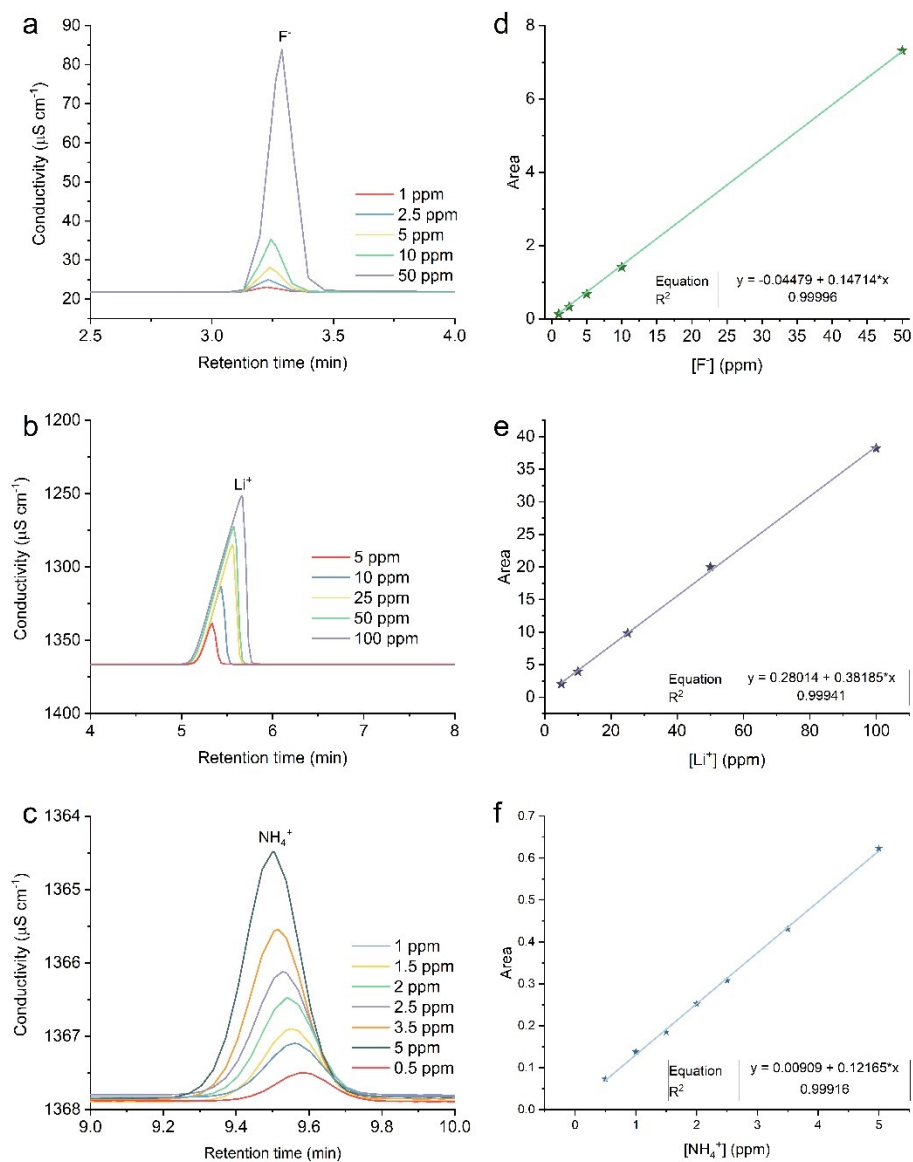 a
F⁻
Conductivity (μS cm⁻¹)
90
80
70
60
50
40
30
20
1 ppm
2.5 ppm
5 ppm
10 ppm
50 ppm
2.5 3.0 3.5 4.0
Retention time (min)
d
Area
8
6
4
2
0
Equation y = -0.04479 + 0.14714*x
R² 0.99996
0 5 10 15 20 25 30 35 40 45 50
[F⁻] (ppm)
b
Li⁺
Conductivity (μS cm⁻¹)
1200
1250
1300
1350
1400
5 ppm
10 ppm
25 ppm
50 ppm
100 ppm
4 5 6 7 8
Retention time (min)
e
Area
40
35
30
25
20
15
10
5
0
Equation y = 0.28014 + 0.38185*x
R² 0.99941
0 20 40 60 80 100
[Li⁺] (ppm)
c
NH₄⁺
Conductivity (μS cm⁻¹)
1364
1365
1366
1367
1368
1 ppm
1.5 ppm
2 ppm
2.5 ppm
3.5 ppm
5 ppm
0.5 ppm
9.0 9.2 9.4 9.6 9.8 10.0
Retention time (min)
f
Area
0.7
0.6
0.5
0.4
0.3
0.2
0.1
0.0
Equation y = 0.00909 + 0.12165*x
R² 0.99916
0 1 2 3 4 5
[NH₄⁺] (ppm)